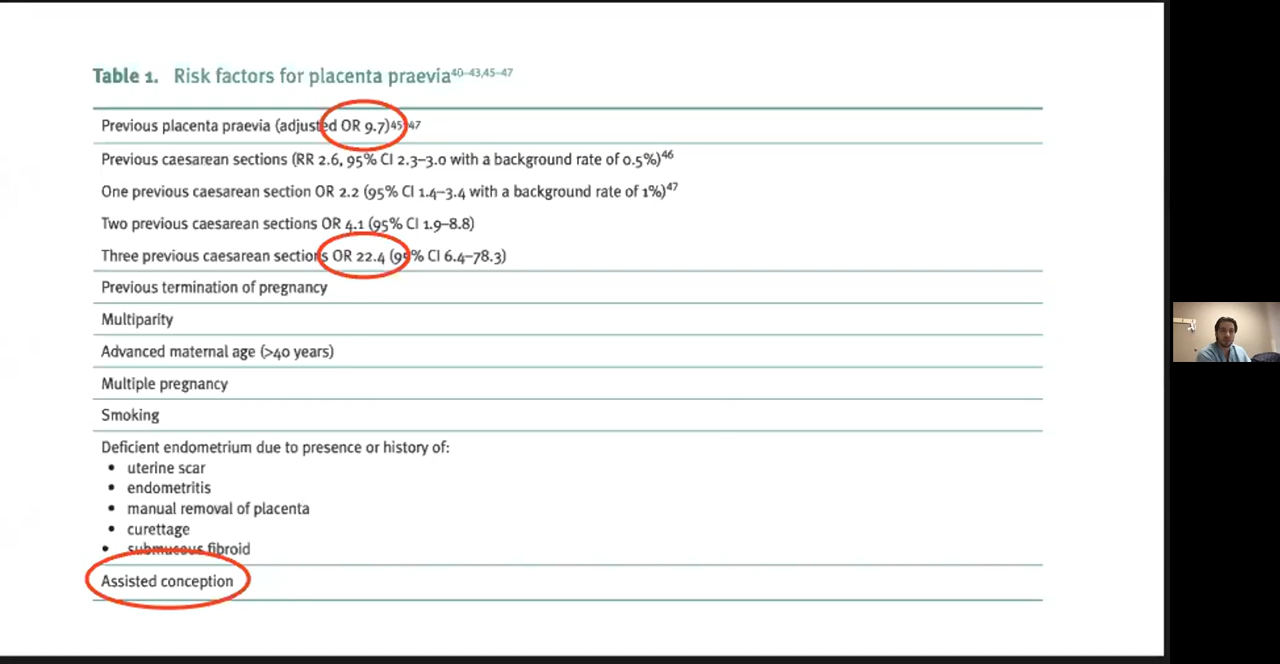 Table 1. Risk factors for placenta praevia⁴⁰⁻⁴³,⁴⁵⁻⁴⁷
Previous placenta praevia (adjusted OR 9.7)⁴⁵,⁴⁷
Previous caesarean sections (RR 2.6, 95% CI 2.3–3.0 with a background rate of 0.5%)⁴⁶
One previous caesarean section OR 2.2 (95% CI 1.4–3.4 with a background rate of 1%)⁴⁷
Two previous caesarean sections OR 4.1 (95% CI 1.9–8.8)
Three previous caesarean sections OR 22.4 (95% CI 6.4–78.3)
Previous termination of pregnancy
Multiparity
Advanced maternal age (>40 years)
Multiple pregnancy
Smoking
Deficient endometrium due to presence or history of:
• uterine scar
• endometritis
• manual removal of placenta
• curettage
• submucous fibroid
Assisted conception